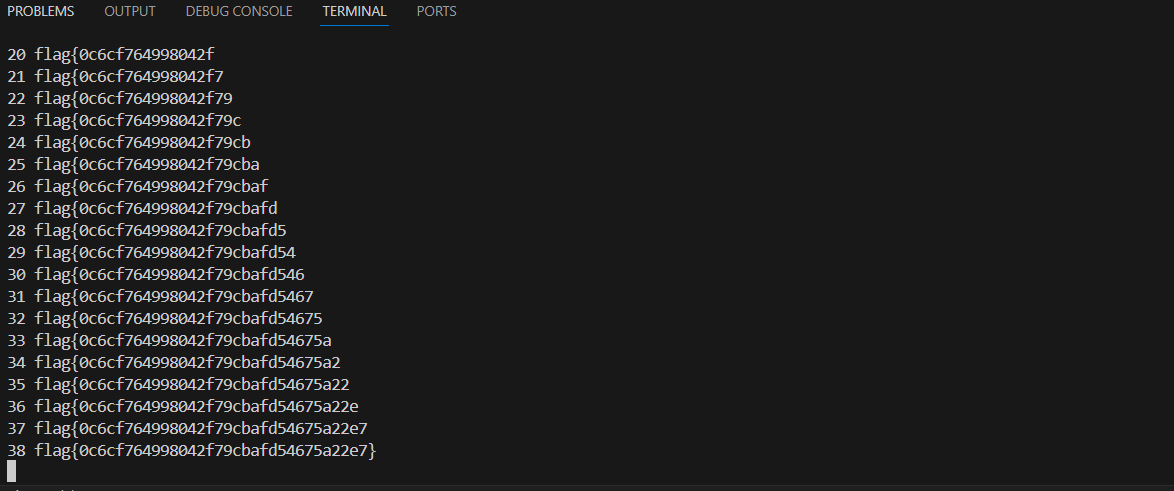 PROBLEMS OUTPUT DEBUG CONSOLE TERMINAL PORTS
20 flag{0c6cf764998042f
21 flag{0c6cf764998042f7
22 flag{0c6cf764998042f79
23 flag{0c6cf764998042f79c
24 flag{0c6cf764998042f79cb
25 flag{0c6cf764998042f79cba
26 flag{0c6cf764998042f79cbaf
27 flag{0c6cf764998042f79cbafd
28 flag{0c6cf764998042f79cbafd5
29 flag{0c6cf764998042f79cbafd54
30 flag{0c6cf764998042f79cbafd546
31 flag{0c6cf764998042f79cbafd5467
32 flag{0c6cf764998042f79cbafd54675
33 flag{0c6cf764998042f79cbafd54675a
34 flag{0c6cf764998042f79cbafd54675a2
35 flag{0c6cf764998042f79cbafd54675a22
36 flag{0c6cf764998042f79cbafd54675a22e
37 flag{0c6cf764998042f79cbafd54675a22e7
38 flag{0c6cf764998042f79cbafd54675a22e7}